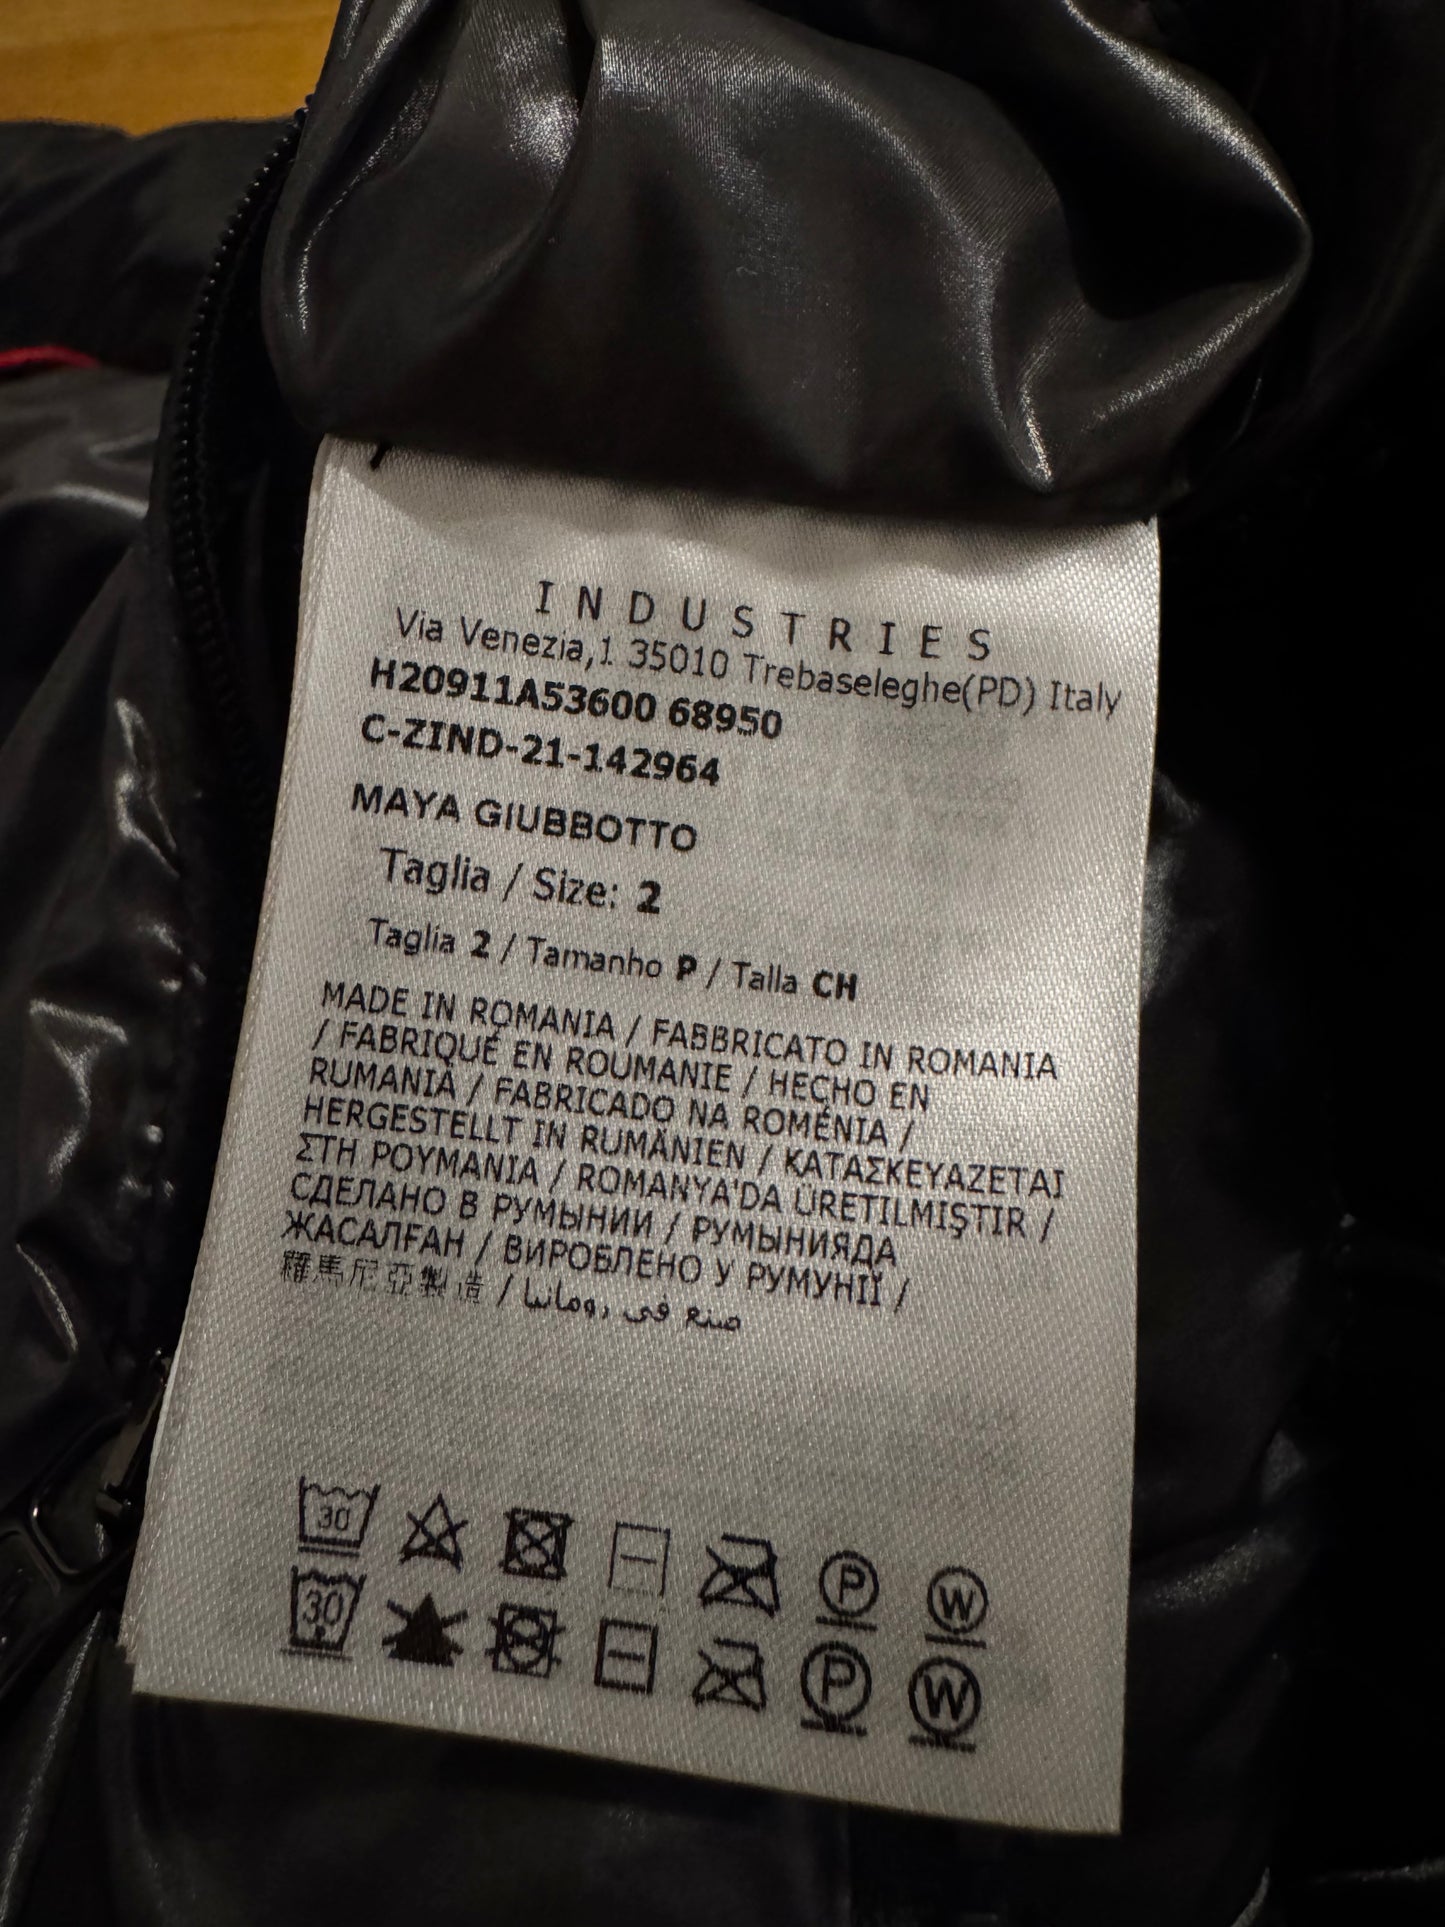 INDUSTRIES
Via Venezia,1 35010 Trebaseleghe(PD) Italy
H20911A53600 68950
C-ZIND-21-142964
MAYA GIUBBOTTO
Taglia / Size: 2
Taglia 2 / Tamanho P / Talla CH
MADE IN ROMANIA / FABBRICATO IN ROMANIA
/ FABRIQUÉ EN ROUMANIE / HECHO EN
RUMANIA / FABRICADO NA ROMÉNIA /
HERGESTELLT IN RUMÄNIEN / ΚΑΤΑΣΚΕΥΑΖΕΤΑΙ
ΣΤΗ ΡΟΥΜΑΝΙΑ / ROMANYA'DA ÜRETILMIŞTIR /
СДЕЛАНО В РУМЫНИИ / РУМЫНИЯДА
ЖАСАЛҒАН / ВИРОБЛЕНО У РУМУНІЇ /
羅馬尼亞製造 / صنع في رومانيا
30 P W
30 P W